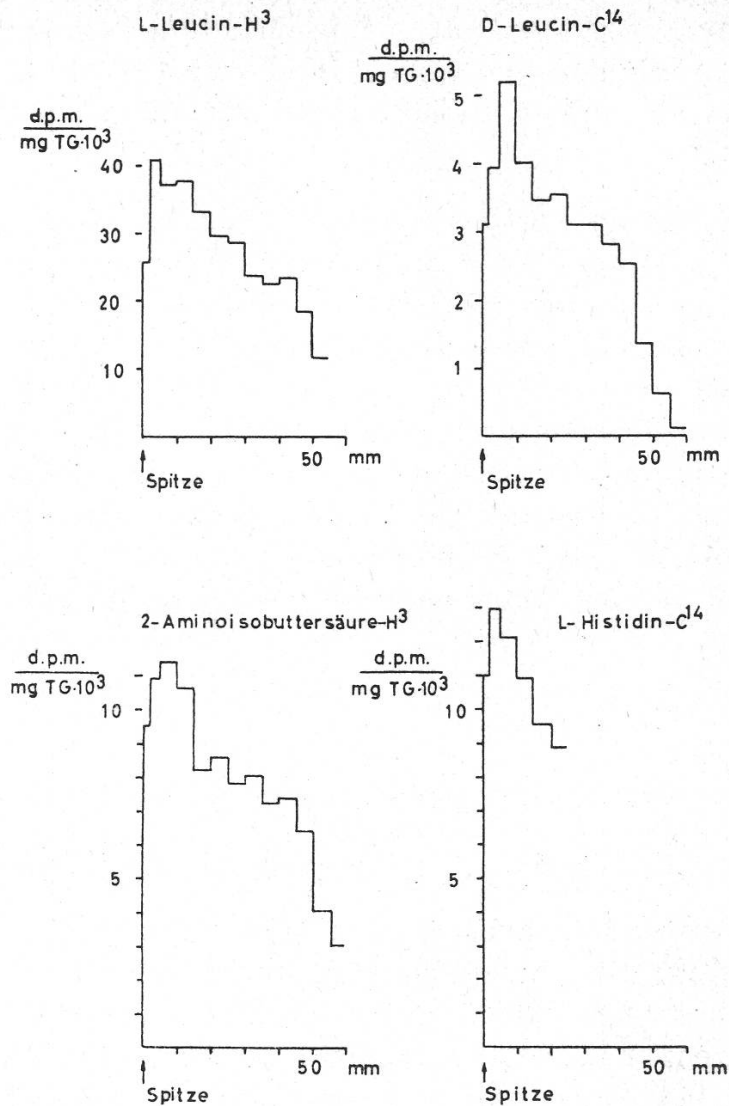 L-Leucin-H³
d.p.m.
mg TG·10³
40
30
20
10
50 mm
Spitze
D-Leucin-C¹⁴
d.p.m.
mg TG·10³
5
4
3
2
1
50 mm
Spitze
2-Aminoisobuttersäure-H³
d.p.m.
mg TG·10³
10
5
50 mm
Spitze
L-Histidin-C¹⁴
d.p.m.
mg TG·10³
10
5
50 mm
Spitze